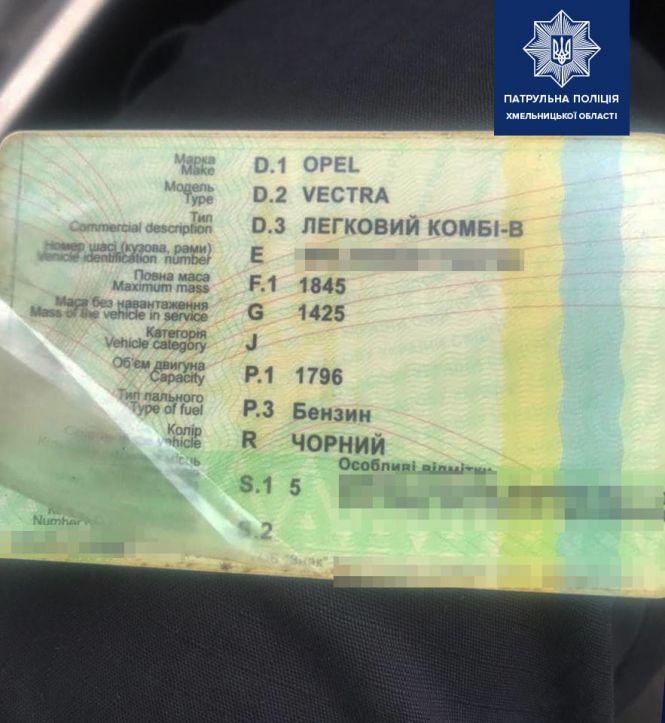 ПАТРУЛЬНА ПОЛІЦІЯ
ХМЕЛЬНИЦЬКОЇ ОБЛАСТІ
Марка
Make D.1 OPEL
Модель
Type D.2 VECTRA
Тип
Commercial description D.3 ЛЕГКОВИЙ КОМБІ-В
Номер шасі (кузова, рами)
Vehicle identification number E
Повна маса
Maximum mass F.1 1845
Маса без навантаження
Mass of the vehicle in service G 1425
Категорія
Vehicle category J
Об'єм двигуна
Capacity P.1 1796
Тип пального
Type of fuel P.3 Бензин
Колір
vehicle R ЧОРНИЙ
Особливі відмітки
S.1 5
Number
S.2